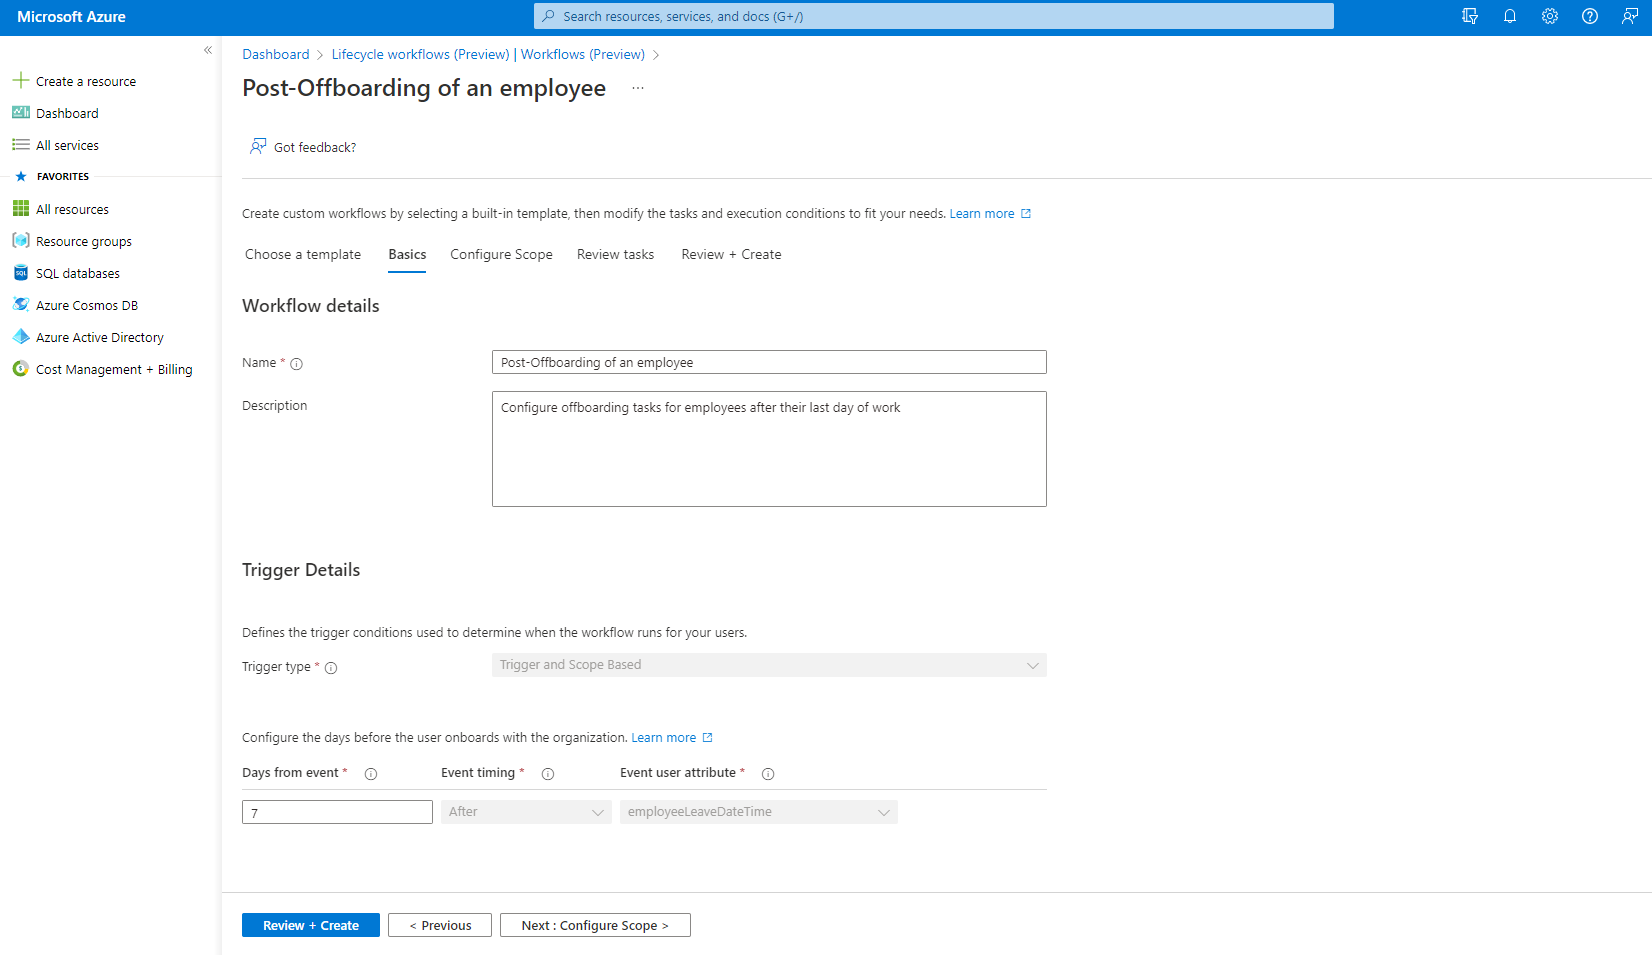 Microsoft Azure
Search resources, services, and docs (G+/)
Create a resource
Dashboard
All services
FAVORITES
All resources
Resource groups
SQL databases
Azure Cosmos DB
Azure Active Directory
Cost Management + Billing
Dashboard > Lifecycle workflows (Preview) | Workflows (Preview) >
Post-Offboarding of an employee ...
Got feedback?
Create custom workflows by selecting a built-in template, then modify the tasks and execution conditions to fit your needs. Learn more
Choose a template Basics Configure Scope Review tasks Review + Create
Workflow details
Name * Post-Offboarding of an employee
Description Configure offboarding tasks for employees after their last day of work
Trigger Details
Defines the trigger conditions used to determine when the workflow runs for your users.
Trigger type * Trigger and Scope Based
Configure the days before the user onboards with the organization. Learn more
Days from event * Event timing * Event user attribute *
7 After employeeLeaveDateTime
Review + Create < Previous Next : Configure Scope >